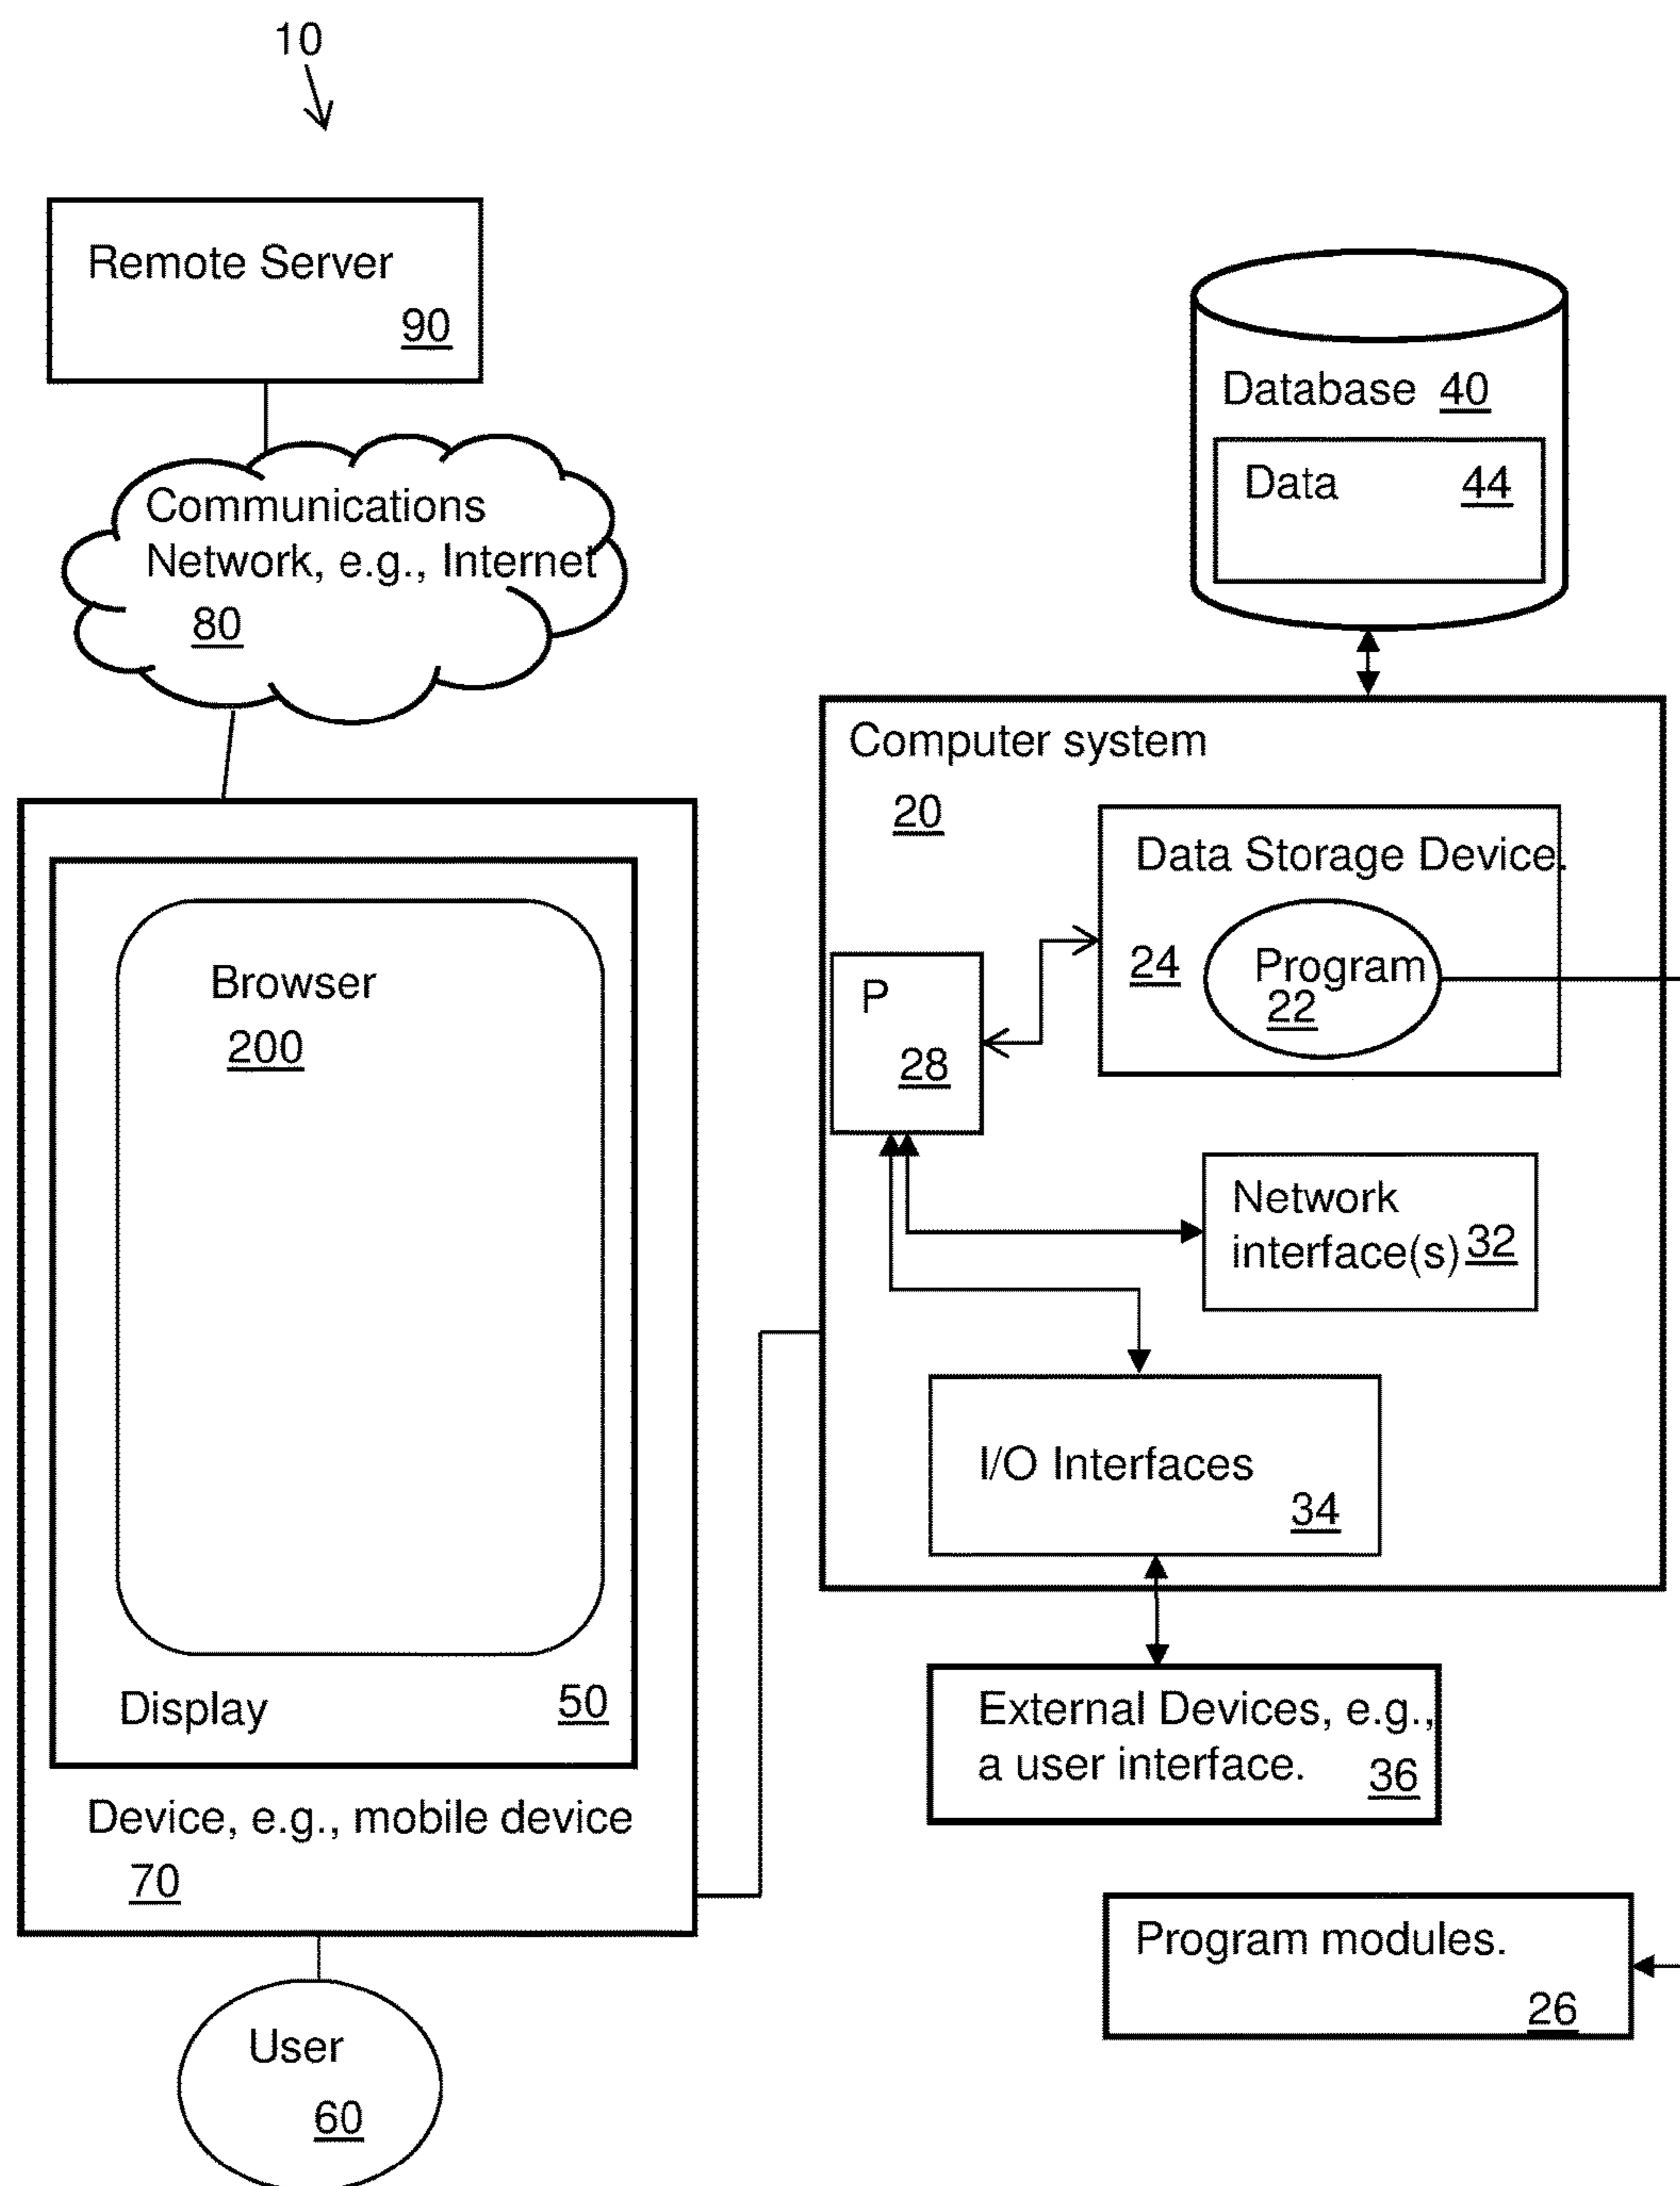 10
Remote Server
90
Communications
Network, e.g., Internet
80
Browser
200
Display 50
Device, e.g., mobile device
70
User
60
Database 40
Data 44
Computer system
20
Data Storage Device.
24
Program
22
P
28
Network
interface(s) 32
I/O Interfaces
34
External Devices, e.g.,
a user interface. 36
Program modules.
26